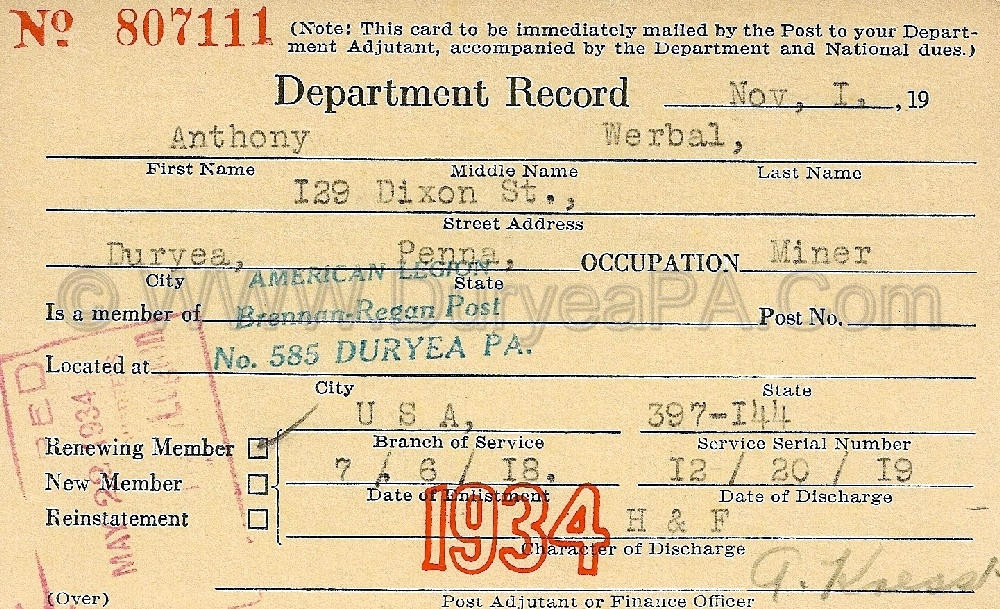 Nº 807111
(Note: This card to be immediately mailed by the Post to your Depart-
ment Adjutant, accompanied by the Department and National dues.)
Department Record Nov, I. , 19
Anthony Werbal,
First Name Middle Name Last Name
I29 Dixon St.,
Street Address
Duryea, Penna, OCCUPATION Miner
City State
AMERICAN LEGION
© www.DuryeaPA.Com
Is a member of Brennan-Regan Post Post No.
Located at No. 585 DURYEA PA.
City State
U S A, 397-I44
Renewing Member Branch of Service Service Serial Number
7 / 6 / I8. I2 / 20 / I9
New Member Date of Enlistment Date of Discharge
MAY 22 1934
Reinstatement 1934 H & F
Character of Discharge
(Over) Post Adjutant or Finance Officer